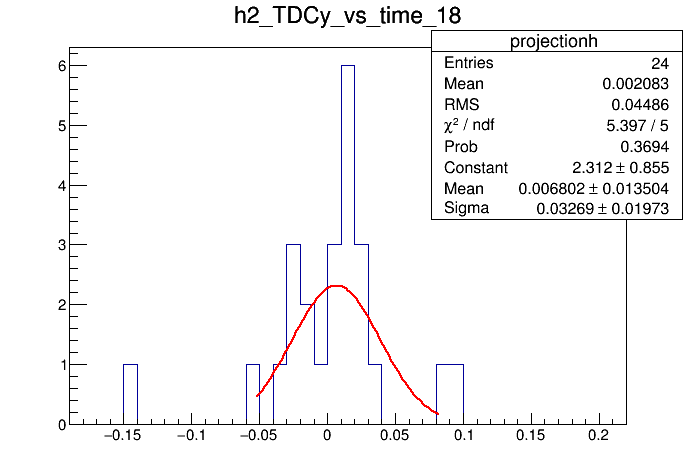 h2_TDCy_vs_time_18
projectionh
Entries 24
Mean 0.002083
RMS 0.04486
χ² / ndf 5.397 / 5
Prob 0.3694
Constant 2.312 ± 0.855
Mean 0.006802 ± 0.013504
Sigma 0.03269 ± 0.01973
6
5
4
3
2
1
0
−0.15 −0.1 −0.05 0 0.05 0.1 0.15 0.2